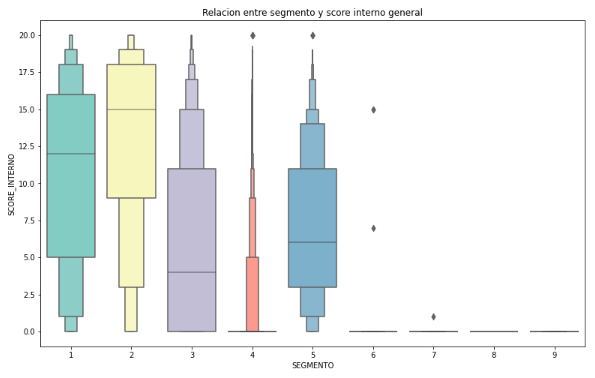 Relacion entre segmento y score interno general
SCORE_INTERNO
20.0
17.5
15.0
12.5
10.0
7.5
5.0
2.5
0.0
1 2 3 4 5 6 7 8 9
SEGMENTO